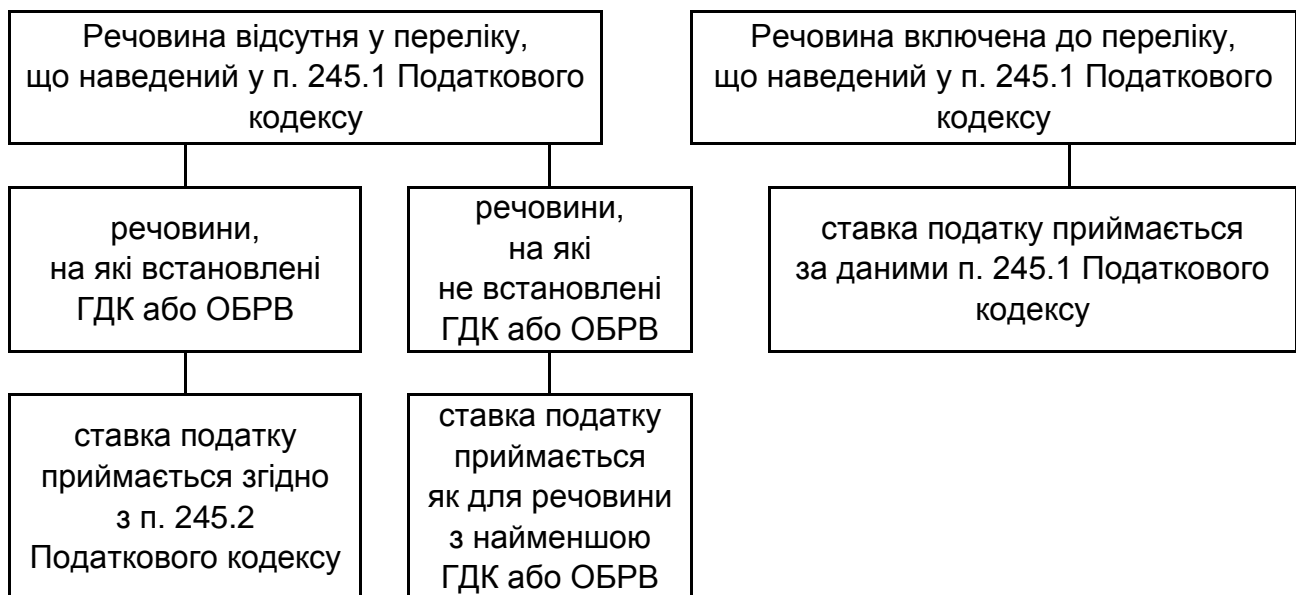 Речовина відсутня у переліку,
що наведений у п. 245.1 Податкового
кодексу
Речовина включена до переліку,
що наведений у п. 245.1 Податкового
кодексу
речовини,
на які встановлені
ГДК або ОБРВ
речовини,
на які
не встановлені
ГДК або ОБРВ
ставка податку приймається
за даними п. 245.1 Податкового
кодексу
ставка податку
приймається згідно
з п. 245.2
Податкового кодексу
ставка податку
приймається
як для речовини
з найменшою
ГДК або ОБРВ